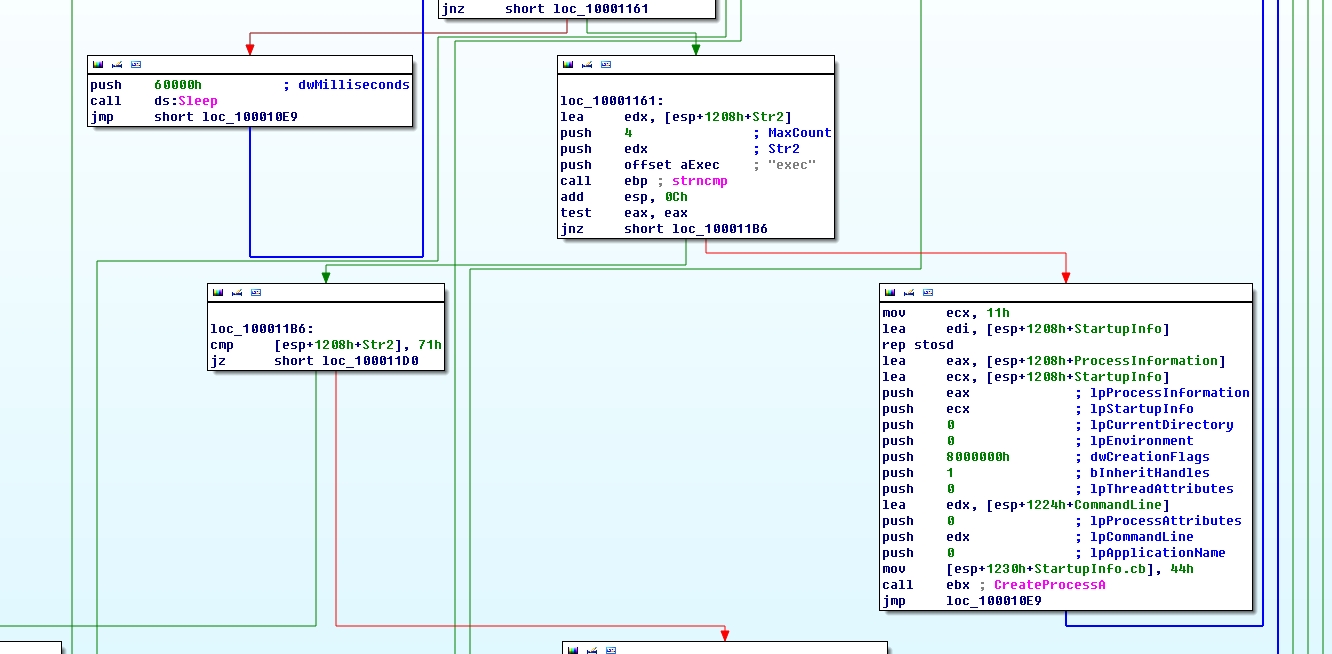 jnz     short loc_10001161
push    60000h          ; dwMilliseconds
call    ds:Sleep
jmp     short loc_100010E9
loc_10001161:
lea     edx, [esp+1208h+Str2]
push    4               ; MaxCount
push    edx             ; Str2
push    offset aExec    ; "exec"
call    ebp ; strncmp
add     esp, 0Ch
test    eax, eax
jnz     short loc_100011B6
loc_100011B6:
cmp     [esp+1208h+Str2], 71h
jz      short loc_100011D0
mov     ecx, 11h
lea     edi, [esp+1208h+StartupInfo]
rep stosd
lea     eax, [esp+1208h+ProcessInformation]
lea     ecx, [esp+1208h+StartupInfo]
push    eax             ; lpProcessInformation
push    ecx             ; lpStartupInfo
push    0               ; lpCurrentDirectory
push    0               ; lpEnvironment
push    8000000h        ; dwCreationFlags
push    1               ; bInheritHandles
push    0               ; lpThreadAttributes
lea     edx, [esp+1224h+CommandLine]
push    0               ; lpProcessAttributes
push    edx             ; lpCommandLine
push    0               ; lpApplicationName
mov     [esp+1230h+StartupInfo.cb], 44h
call    ebx ; CreateProcessA
jmp     loc_100010E9